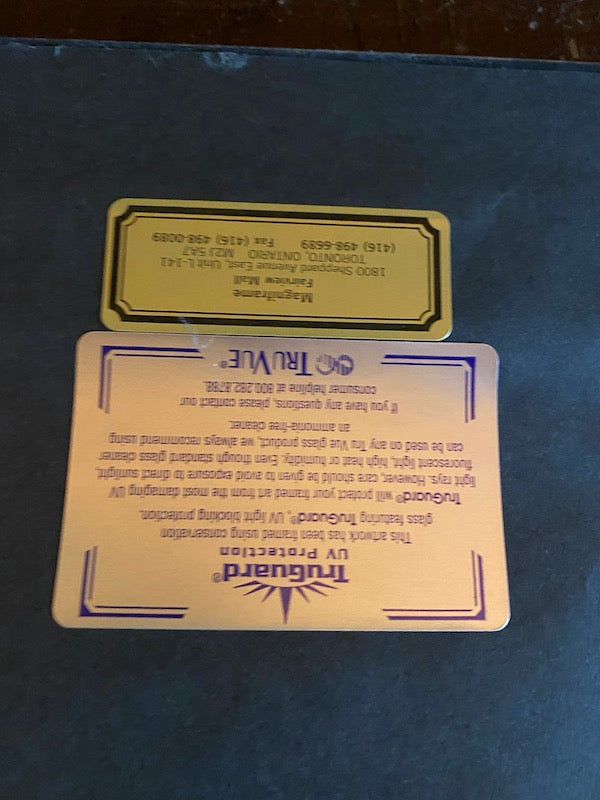 TruGuard®
UV Protection
This artwork has been framed using conservation
glass featuring TruGuard®, UV light blocking protection.
TruGuard® will protect your framed art from the most damaging UV
light rays. However, care should be given to avoid exposure to direct sunlight,
fluorescent light, high heat or humidity. Even though standard glass cleaner
can be used on any Tru Vue glass product, we always recommend using
an ammonia-free cleaner.
If you have any questions, please contact our
consumer helpline at 800.282.8788.
TRU VUE®
Magniframe
Fairview Mall
1800 Sheppard Avenue East, Unit L-141
TORONTO, ONTARIO M2J 5A7
(416) 498-6689 Fax (416) 498-0089